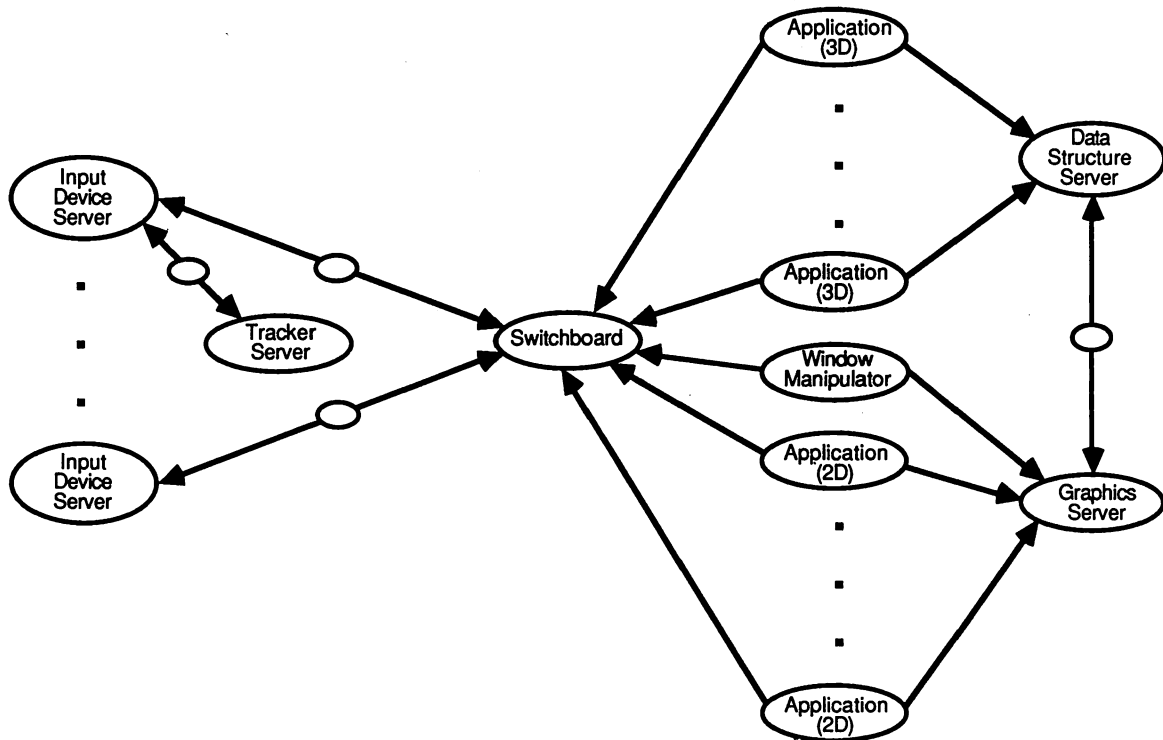 Application
(3D)
Data
Structure
Server
Input
Device
Server
Application
(3D)
Tracker
Server
Switchboard
Window
Manipulator
Application
(2D)
Input
Device
Server
Graphics
Server
Application
(2D)